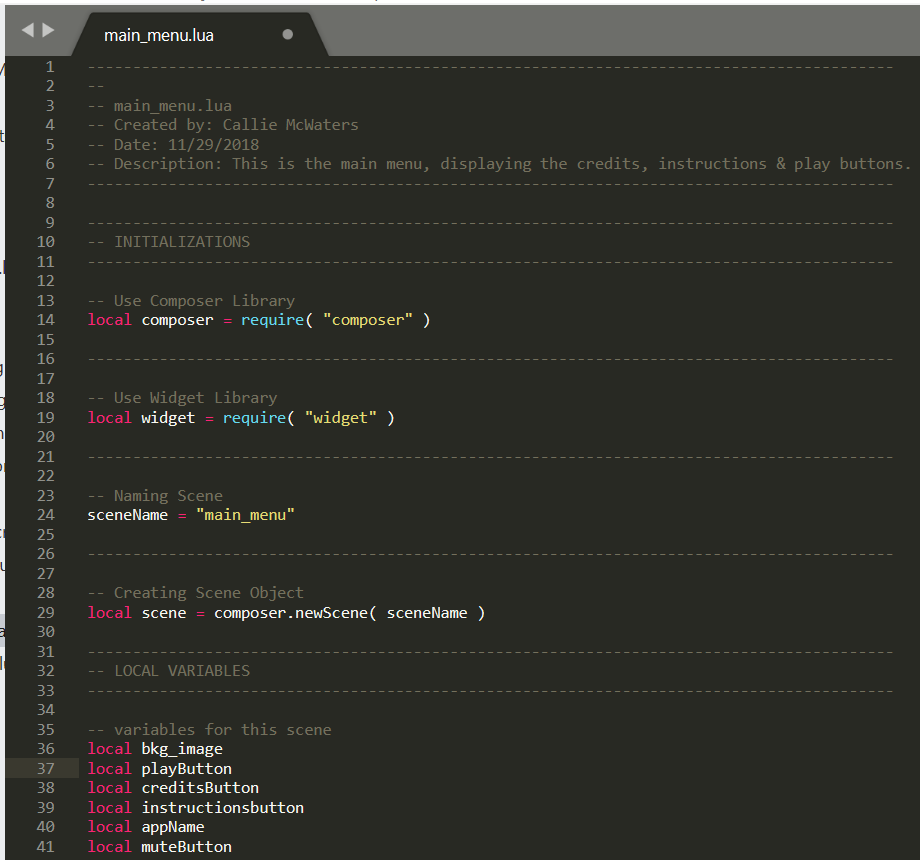 main_menu.lua
1 ------------------------------------------------------------------------------------------
2 --
3 -- main_menu.lua
4 -- Created by: Callie McWaters
5 -- Date: 11/29/2018
6 -- Description: This is the main menu, displaying the credits, instructions & play buttons.
7 ------------------------------------------------------------------------------------------
8
9 ------------------------------------------------------------------------------------------
10 -- INITIALIZATIONS
11 ------------------------------------------------------------------------------------------
12
13 -- Use Composer Library
14 local composer = require( "composer" )
15
16 ------------------------------------------------------------------------------------------
17
18 -- Use Widget Library
19 local widget = require( "widget" )
20
21 ------------------------------------------------------------------------------------------
22
23 -- Naming Scene
24 sceneName = "main_menu"
25
26 ------------------------------------------------------------------------------------------
27
28 -- Creating Scene Object
29 local scene = composer.newScene( sceneName )
30
31 ------------------------------------------------------------------------------------------
32 -- LOCAL VARIABLES
33 ------------------------------------------------------------------------------------------
34
35 -- variables for this scene
36 local bkg_image
37 local playButton
38 local creditsButton
39 local instructionsbutton
40 local appName
41 local muteButton